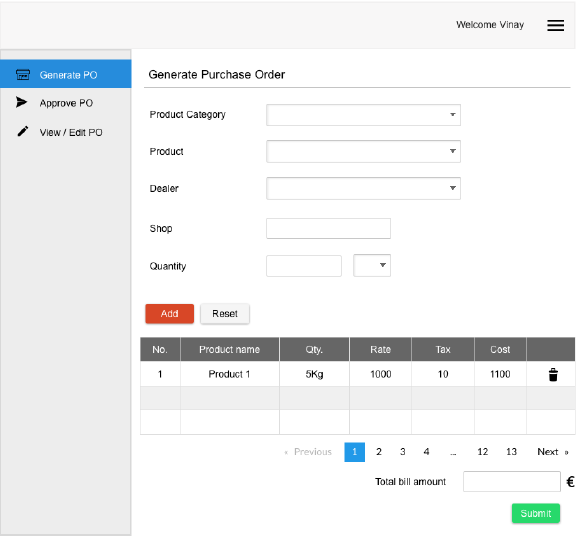 Welcome Vinay
Generate PO
Approve PO
View / Edit PO
Generate Purchase Order
Product Category
Product
Dealer
Shop
Quantity
Add Reset
No. Product name Qty. Rate Tax Cost
1 Product 1 5Kg 1000 10 1100
« Previous 1 2 3 4 ... 12 13 Next »
Total bill amount €
Submit